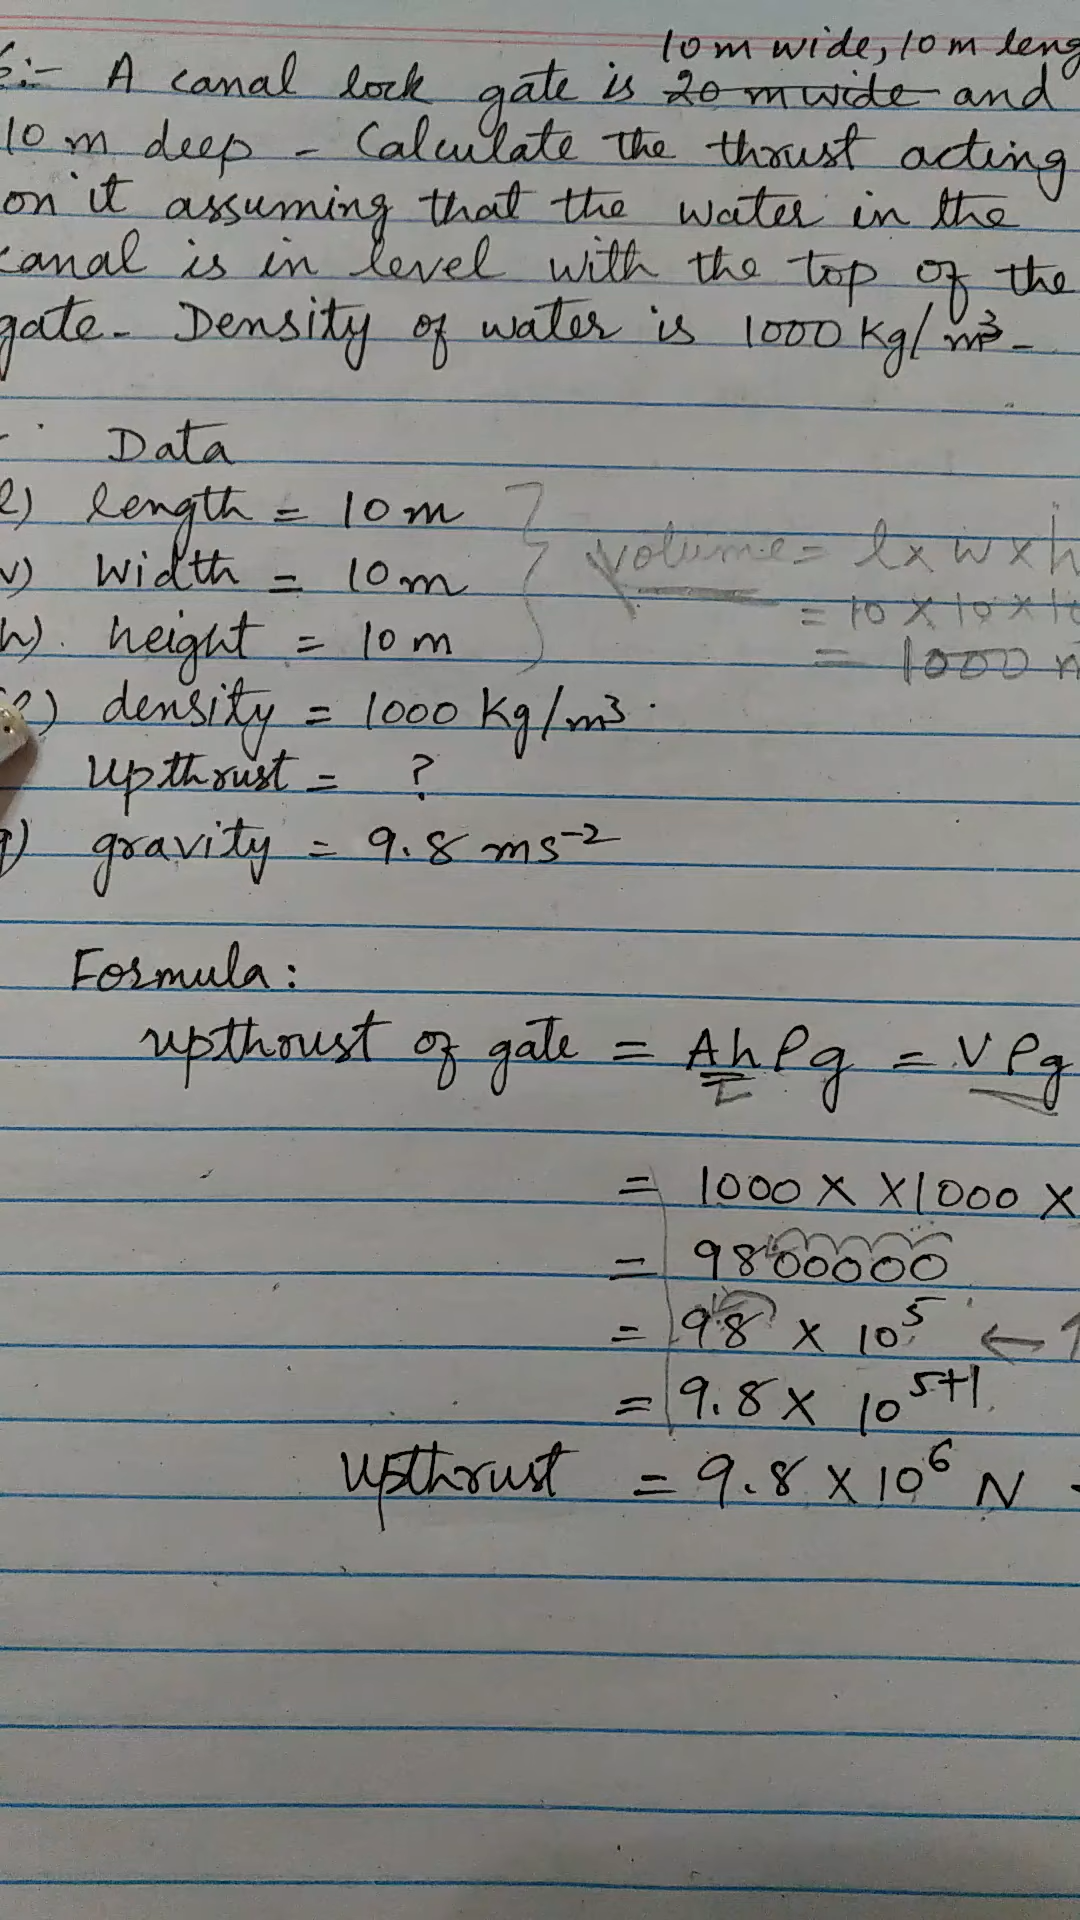 10m wide, 10m leng
6:- A canal lock gate is 20 m wide and
10 m deep - Calculate the thrust acting
on it assuming that the water in the
canal is in level with the top of the
gate - Density of water is 1000 kg/m³ -
Data
l) length = 10 m
w) width = 10 m
volume = l x w x h
= 10 x 10 x 10
h). height = 10 m
= 1000 m
density = 1000 kg/m³.
upthrust = ?
g) gravity = 9.8 ms⁻²
Formula:
upthrust of gate = Ahρg = Vρg
= 1000 x x 1000 x
= 9800000
= 98 x 10⁵ ←
= 9.8 x 10⁵⁺¹
upthrust = 9.8 x 10⁶ N -